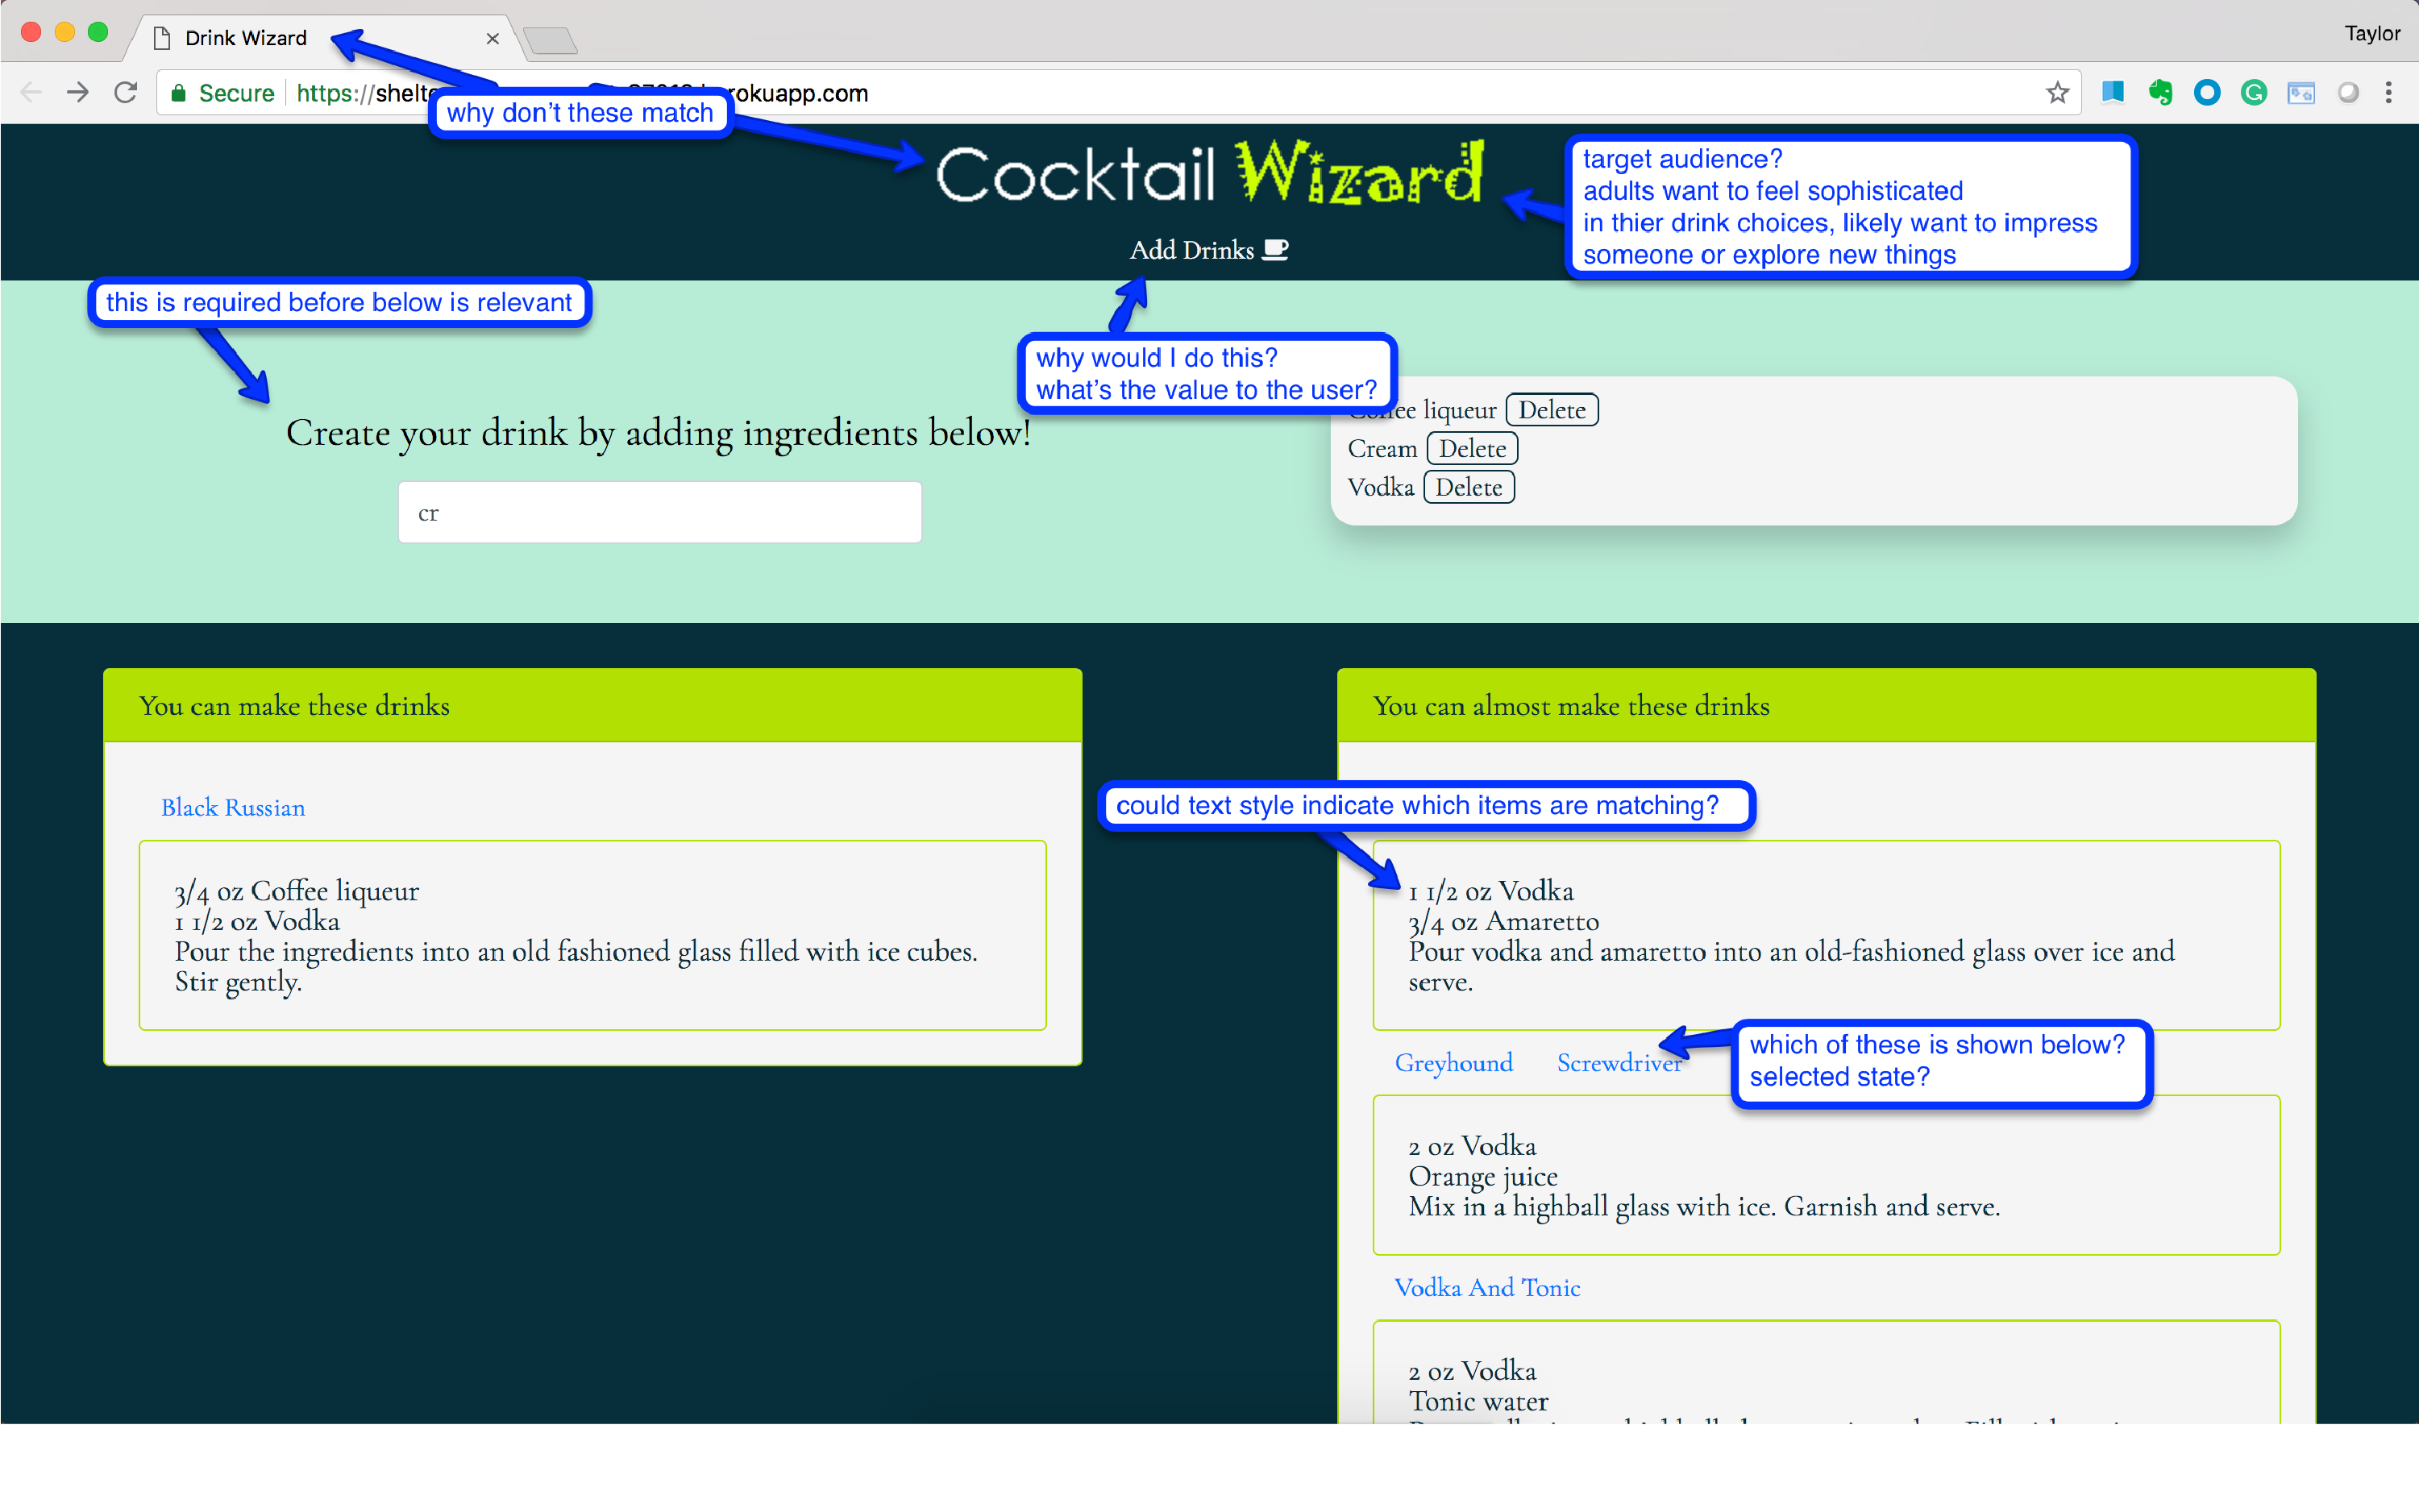 Drink Wizard
Taylor
Secure https://shelte
rokuapp.com
why don't these match
Cocktail Wizard
target audience?
adults want to feel sophisticated
in thier drink choices, likely want to impress
someone or explore new things
Add Drinks
this is required before below is relevant
why would I do this?
what's the value to the user?
Create your drink by adding ingredients below!
cr
Coffee liqueur Delete
Cream Delete
Vodka Delete
You can make these drinks
Black Russian
3/4 oz Coffee liqueur
1 1/2 oz Vodka
Pour the ingredients into an old fashioned glass filled with ice cubes.
Stir gently.
You can almost make these drinks
could text style indicate which items are matching?
1 1/2 oz Vodka
3/4 oz Amaretto
Pour vodka and amaretto into an old-fashioned glass over ice and
serve.
which of these is shown below?
selected state?
Greyhound Screwdriver
2 oz Vodka
Orange juice
Mix in a highball glass with ice. Garnish and serve.
Vodka And Tonic
2 oz Vodka
Tonic water